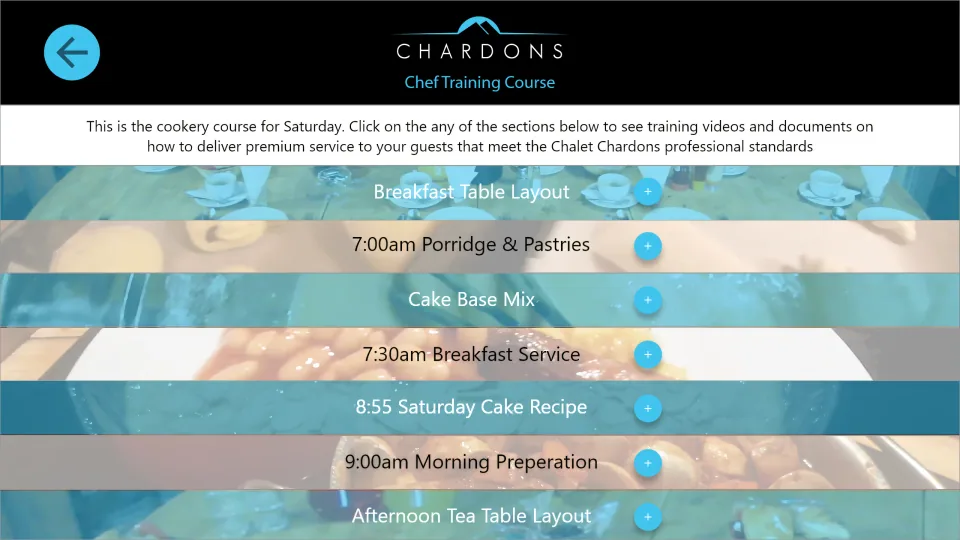 CHARDONS
Chef Training Course
This is the cookery course for Saturday. Click on the any of the sections below to see training videos and documents on
how to deliver premium service to your guests that meet the Chalet Chardons professional standards
Breakfast Table Layout +
7:00am Porridge & Pastries +
Cake Base Mix +
7:30am Breakfast Service +
8:55 Saturday Cake Recipe +
9:00am Morning Preperation +
Afternoon Tea Table Layout +